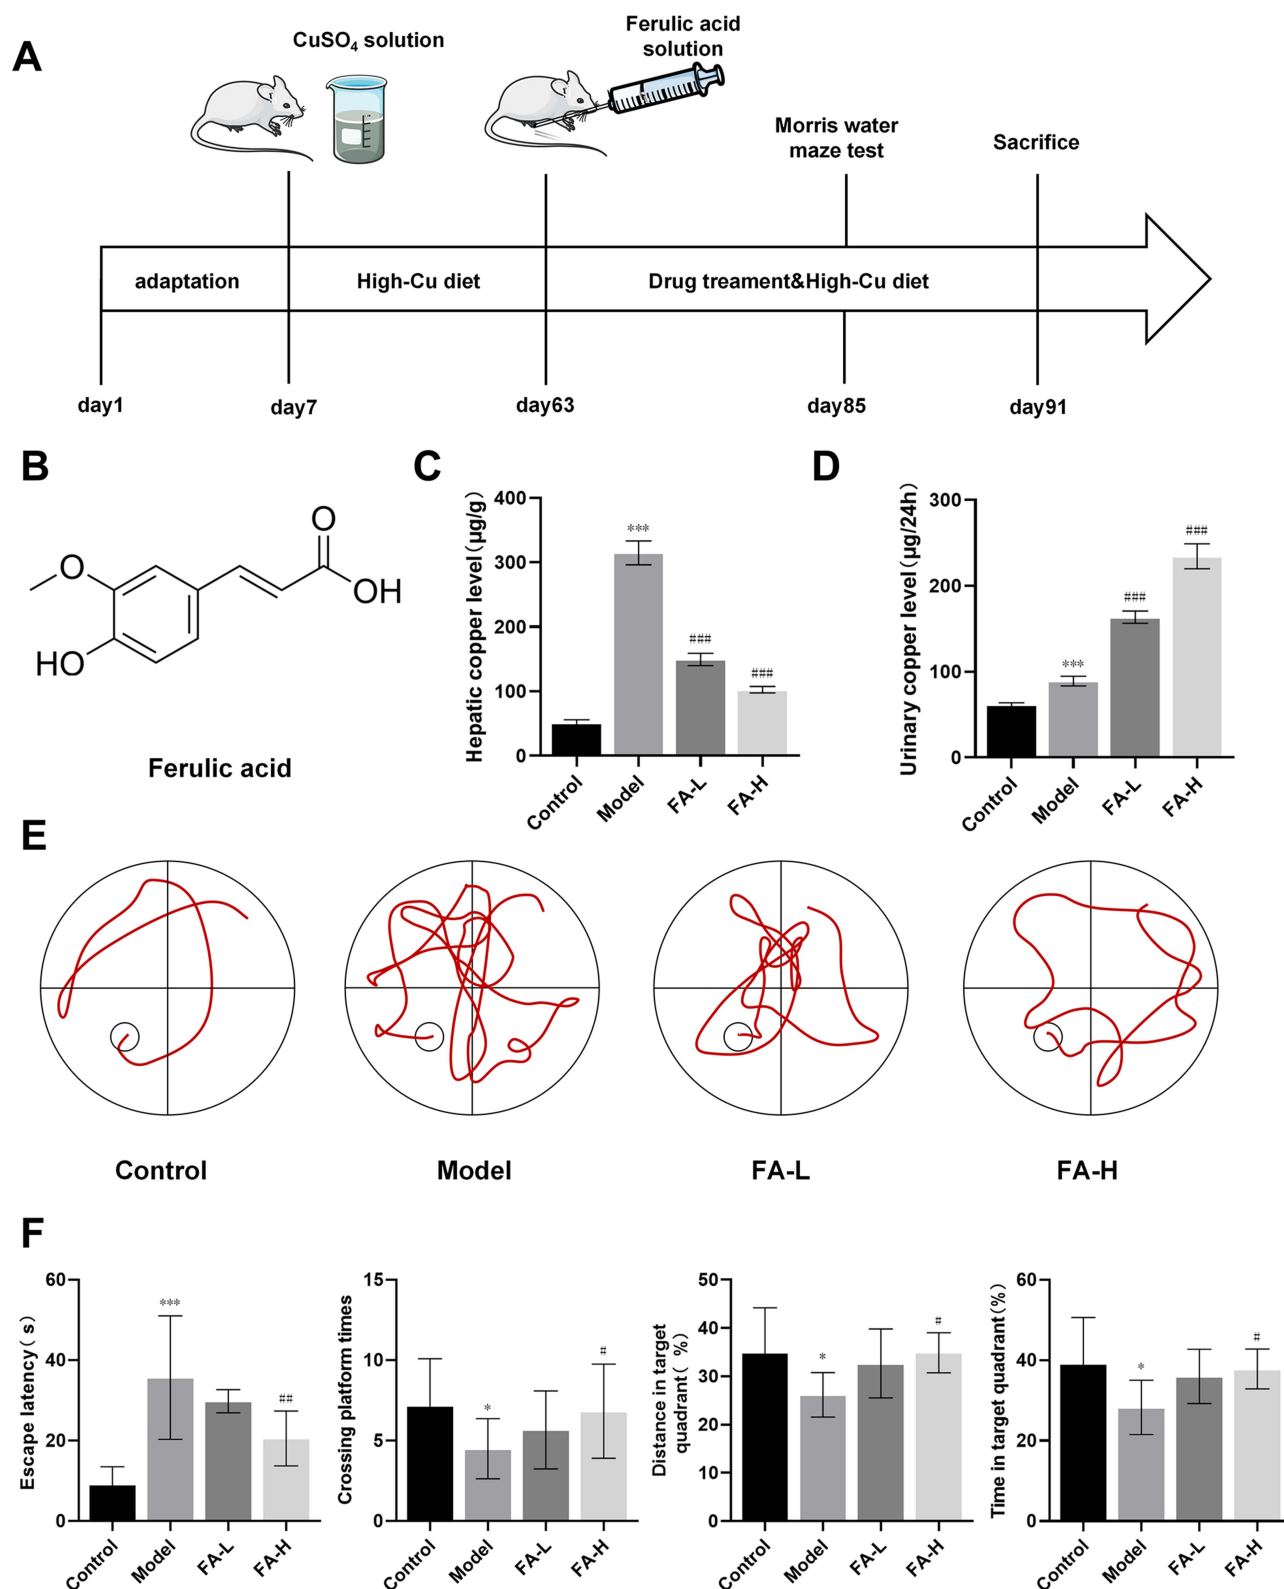 A
CuSO₄ solution
Ferulic acid
solution
Morris water
maze test
Sacrifice
adaptation
High-Cu diet
Drug treament&High-Cu diet
day1
day7
day63
day85
day91
B
O
O
OH
HO
Ferulic acid
C
Hepatic copper level(μg/g)
400
300
200
100
0
***
###
###
Control
Model
FA-L
FA-H
D
Urinary copper level(μg/24h)
300
200
100
0
***
###
###
Control
Model
FA-L
FA-H
E
Control
Model
FA-L
FA-H
F
Escape latency( s)
60
40
20
0
***
##
Control
Model
FA-L
FA-H
Crossing platform times
15
10
5
0
*
#
Control
Model
FA-L
FA-H
Distance in target
quadrant( %)
50
40
30
20
10
0
*
#
Control
Model
FA-L
FA-H
Time in target quadrant(%)
60
40
20
0
*
#
Control
Model
FA-L
FA-H